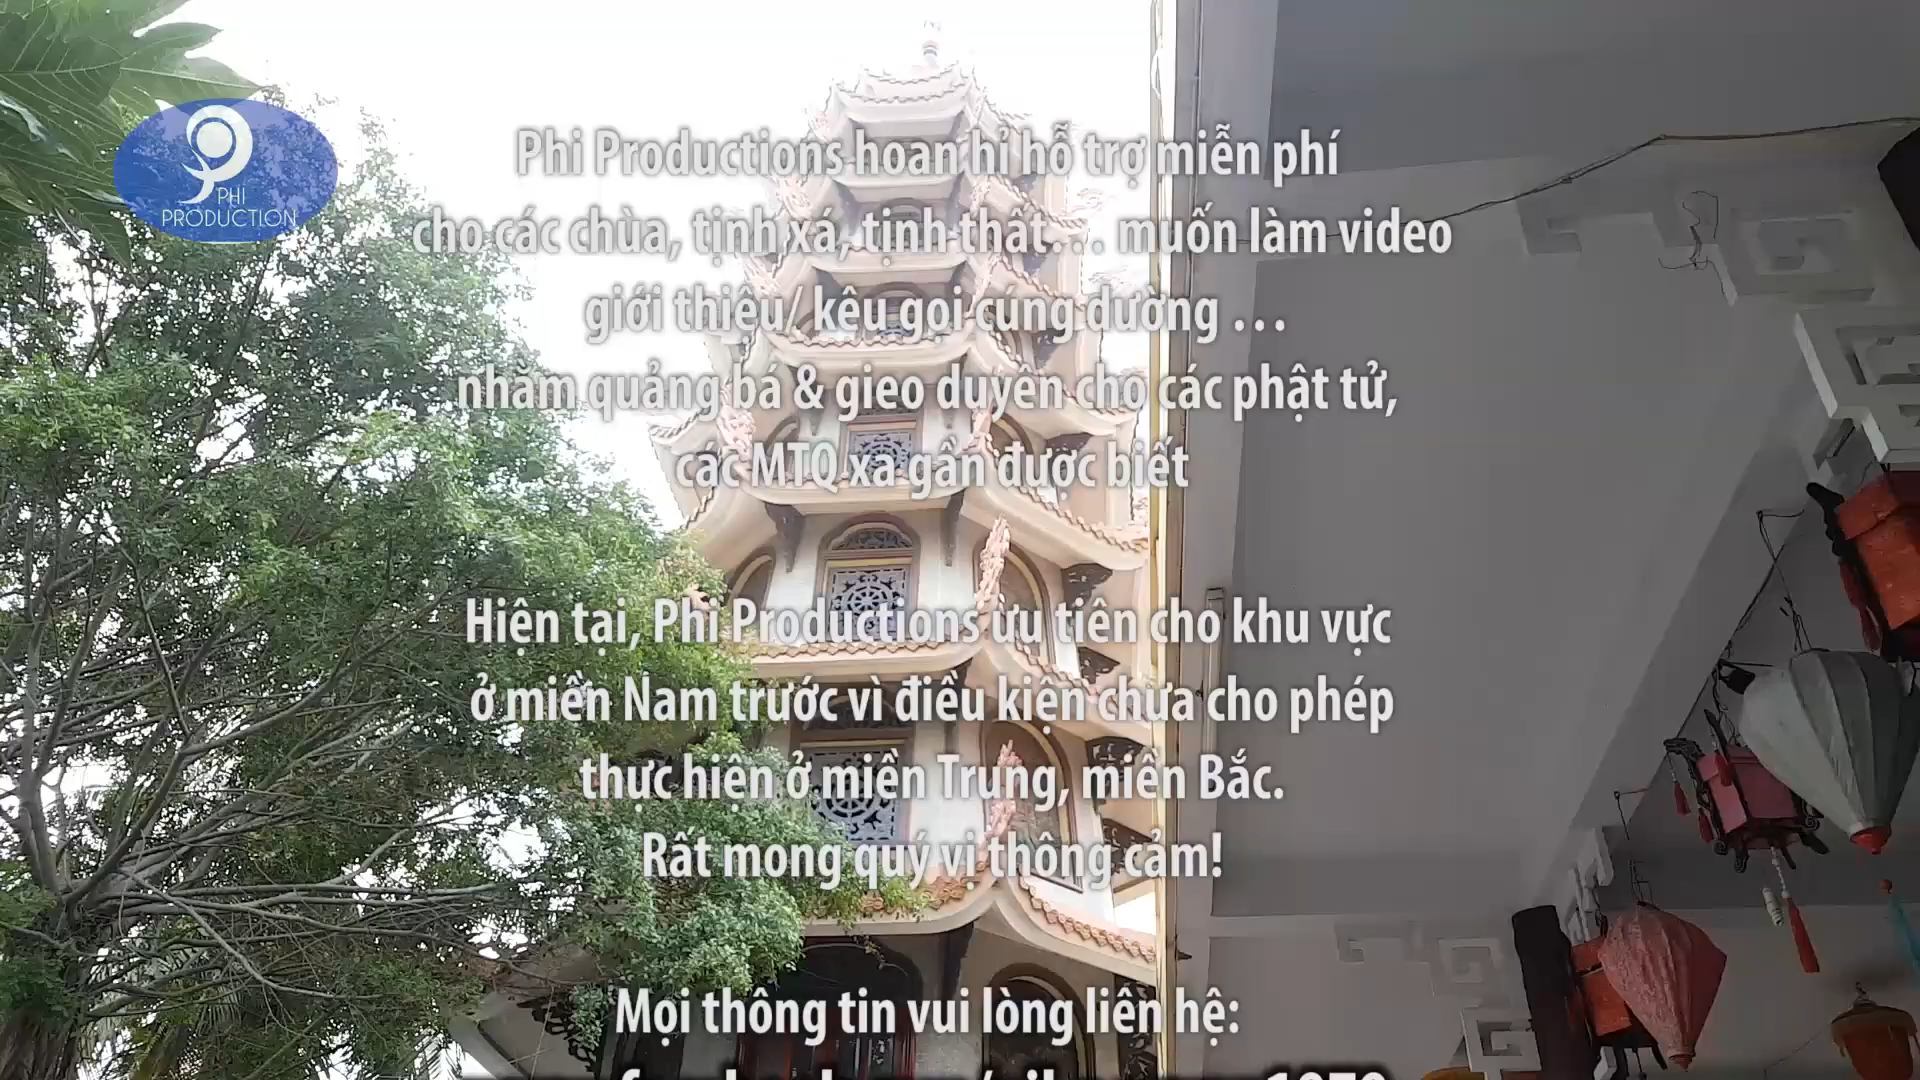 PHI
PRODUCTION
Phi Productions hoan hỉ hỗ trợ miễn phí
cho các chùa, tịnh xá, tịnh thất… muốn làm video
giới thiệu/ kêu gọi cúng dường …
nhằm quảng bá & gieo duyên cho các phật tử,
các MTQ xa gần được biết
Hiện tại, Phi Productions ưu tiên cho khu vực
ở miền Nam trước vì điều kiện chưa cho phép
thực hiện ở miền Trung, miền Bắc.
Rất mong quý vị thông cảm!
Mọi thông tin vui lòng liên hệ: